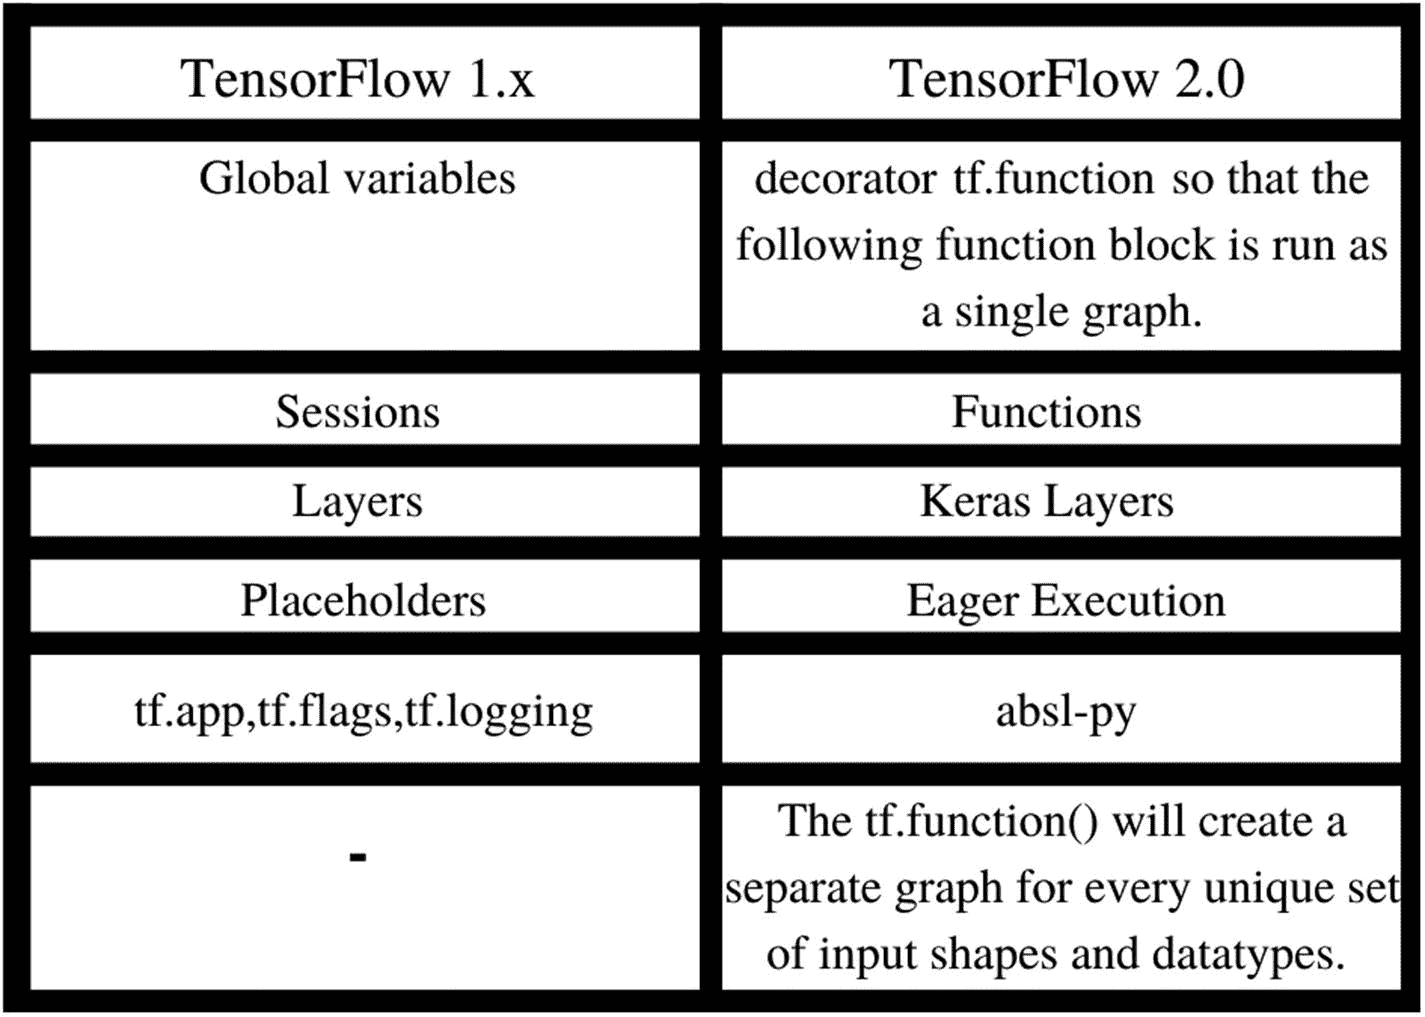 TensorFlow 1.x
TensorFlow 2.0
Global variables
decorator tf.function so that the
following function block is run as
a single graph.
Sessions
Functions
Layers
Keras Layers
Placeholders
Eager Execution
tf.app,tf.flags,tf.logging
absl-py
-
The tf.function() will create a
separate graph for every unique set
of input shapes and datatypes.